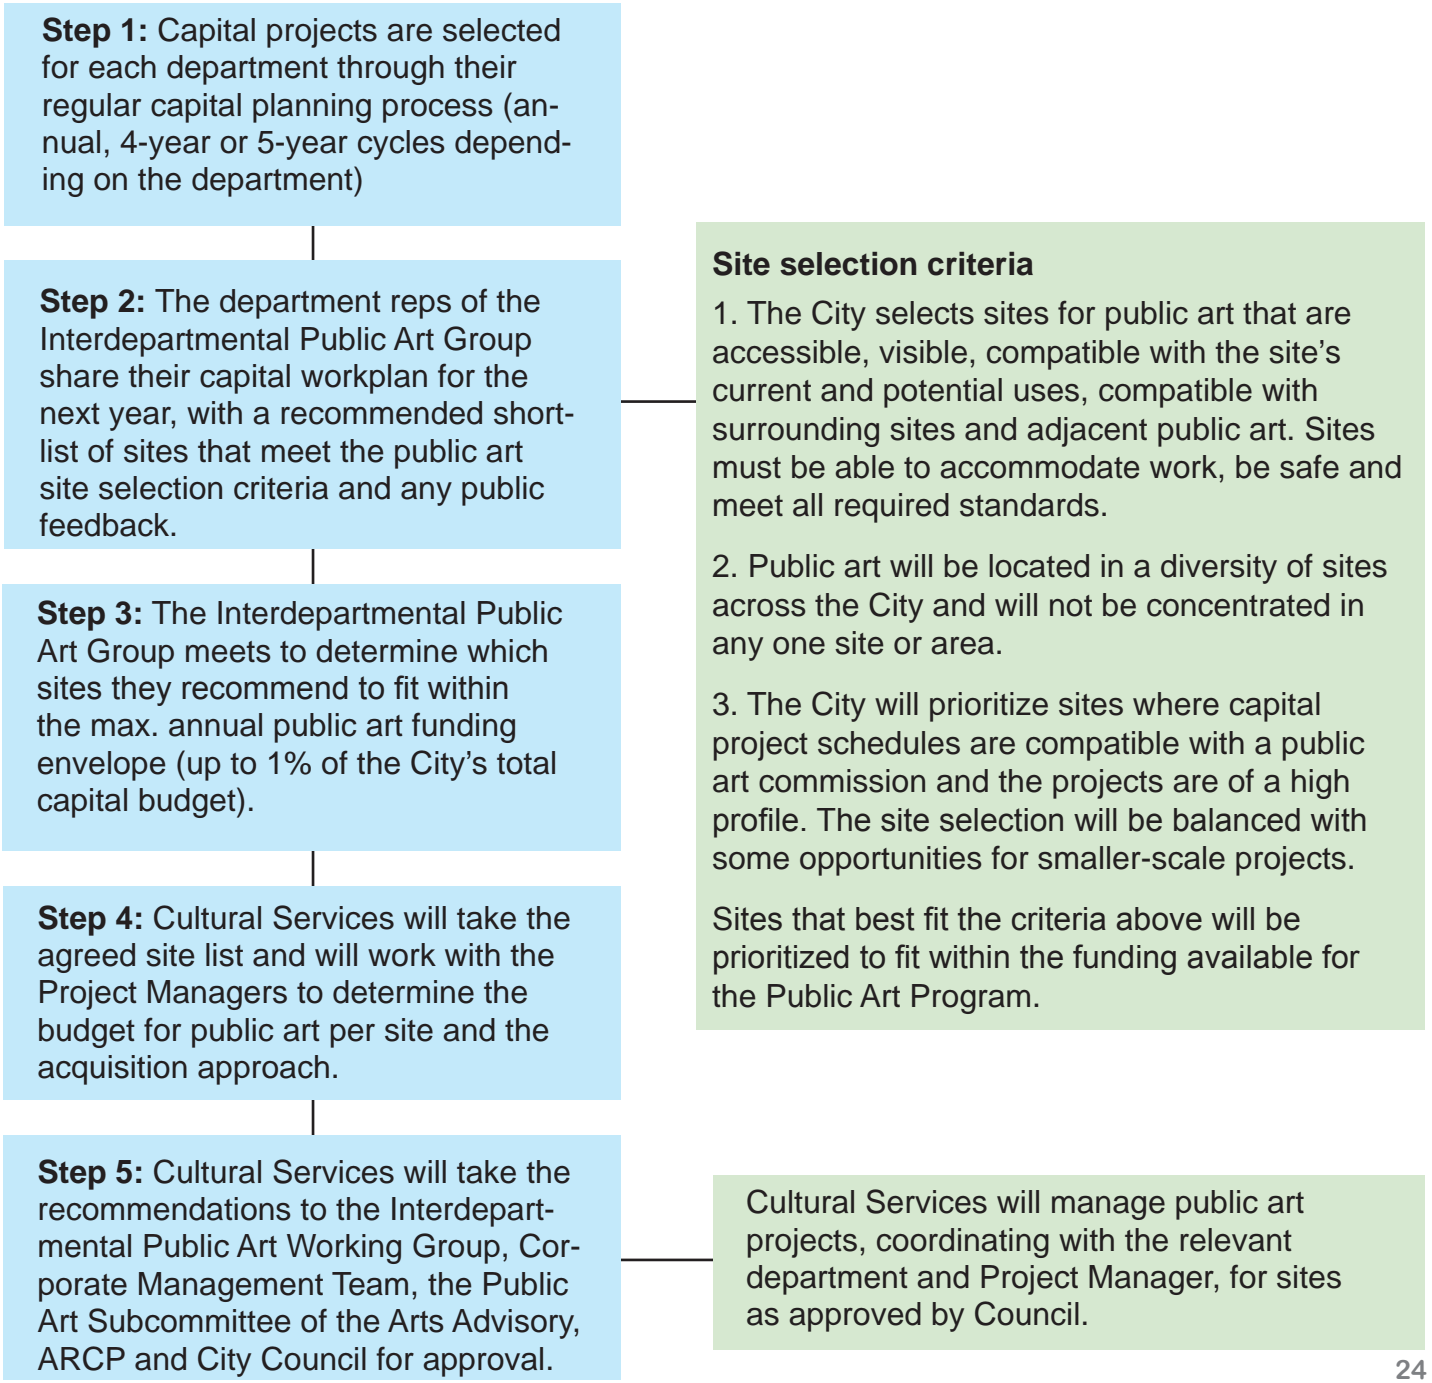 Step 1: Capital projects are selected
for each department through their
regular capital planning process (an-
nual, 4-year or 5-year cycles depend-
ing on the department)
Step 2: The department reps of the
Interdepartmental Public Art Group
share their capital workplan for the
next year, with a recommended short-
list of sites that meet the public art
site selection criteria and any public
feedback.
Site selection criteria
1. The City selects sites for public art that are
accessible, visible, compatible with the site’s
current and potential uses, compatible with
surrounding sites and adjacent public art. Sites
must be able to accommodate work, be safe and
meet all required standards.
2. Public art will be located in a diversity of sites
across the City and will not be concentrated in
any one site or area.
3. The City will prioritize sites where capital
project schedules are compatible with a public
art commission and the projects are of a high
profile. The site selection will be balanced with
some opportunities for smaller-scale projects.
Sites that best fit the criteria above will be
prioritized to fit within the funding available for
the Public Art Program.
Step 3: The Interdepartmental Public
Art Group meets to determine which
sites they recommend to fit within
the max. annual public art funding
envelope (up to 1% of the City’s total
capital budget).
Step 4: Cultural Services will take the
agreed site list and will work with the
Project Managers to determine the
budget for public art per site and the
acquisition approach.
Step 5: Cultural Services will take the
recommendations to the Interdepart-
mental Public Art Working Group, Cor-
porate Management Team, the Public
Art Subcommittee of the Arts Advisory,
ARCP and City Council for approval.
Cultural Services will manage public art
projects, coordinating with the relevant
department and Project Manager, for sites
as approved by Council.
24